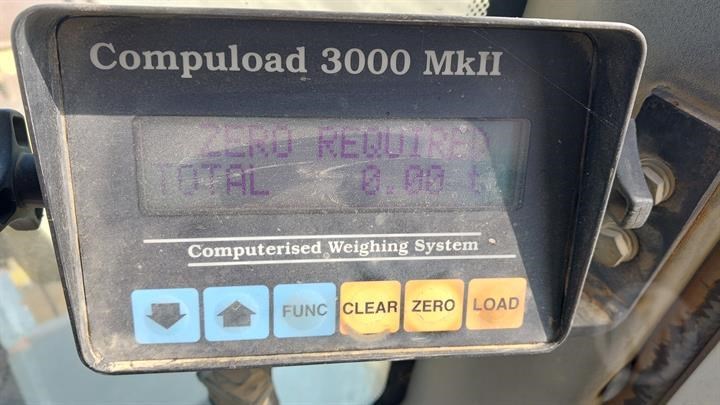 Compuload 3000 MkII
ZERO REQUIRED
TOTAL 0.00 t
Computerised Weighing System
FUNC CLEAR ZERO LOAD